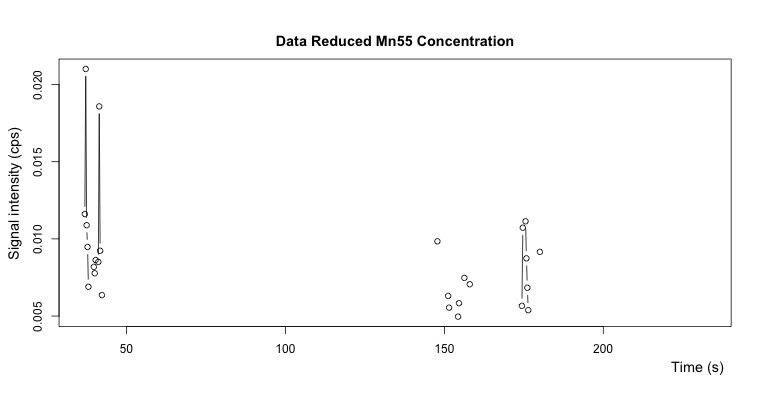 Data Reduced Mn55 Concentration
Signal intensity (cps)
0.020
0.015
0.010
0.005
50 100 150 200
Time (s)